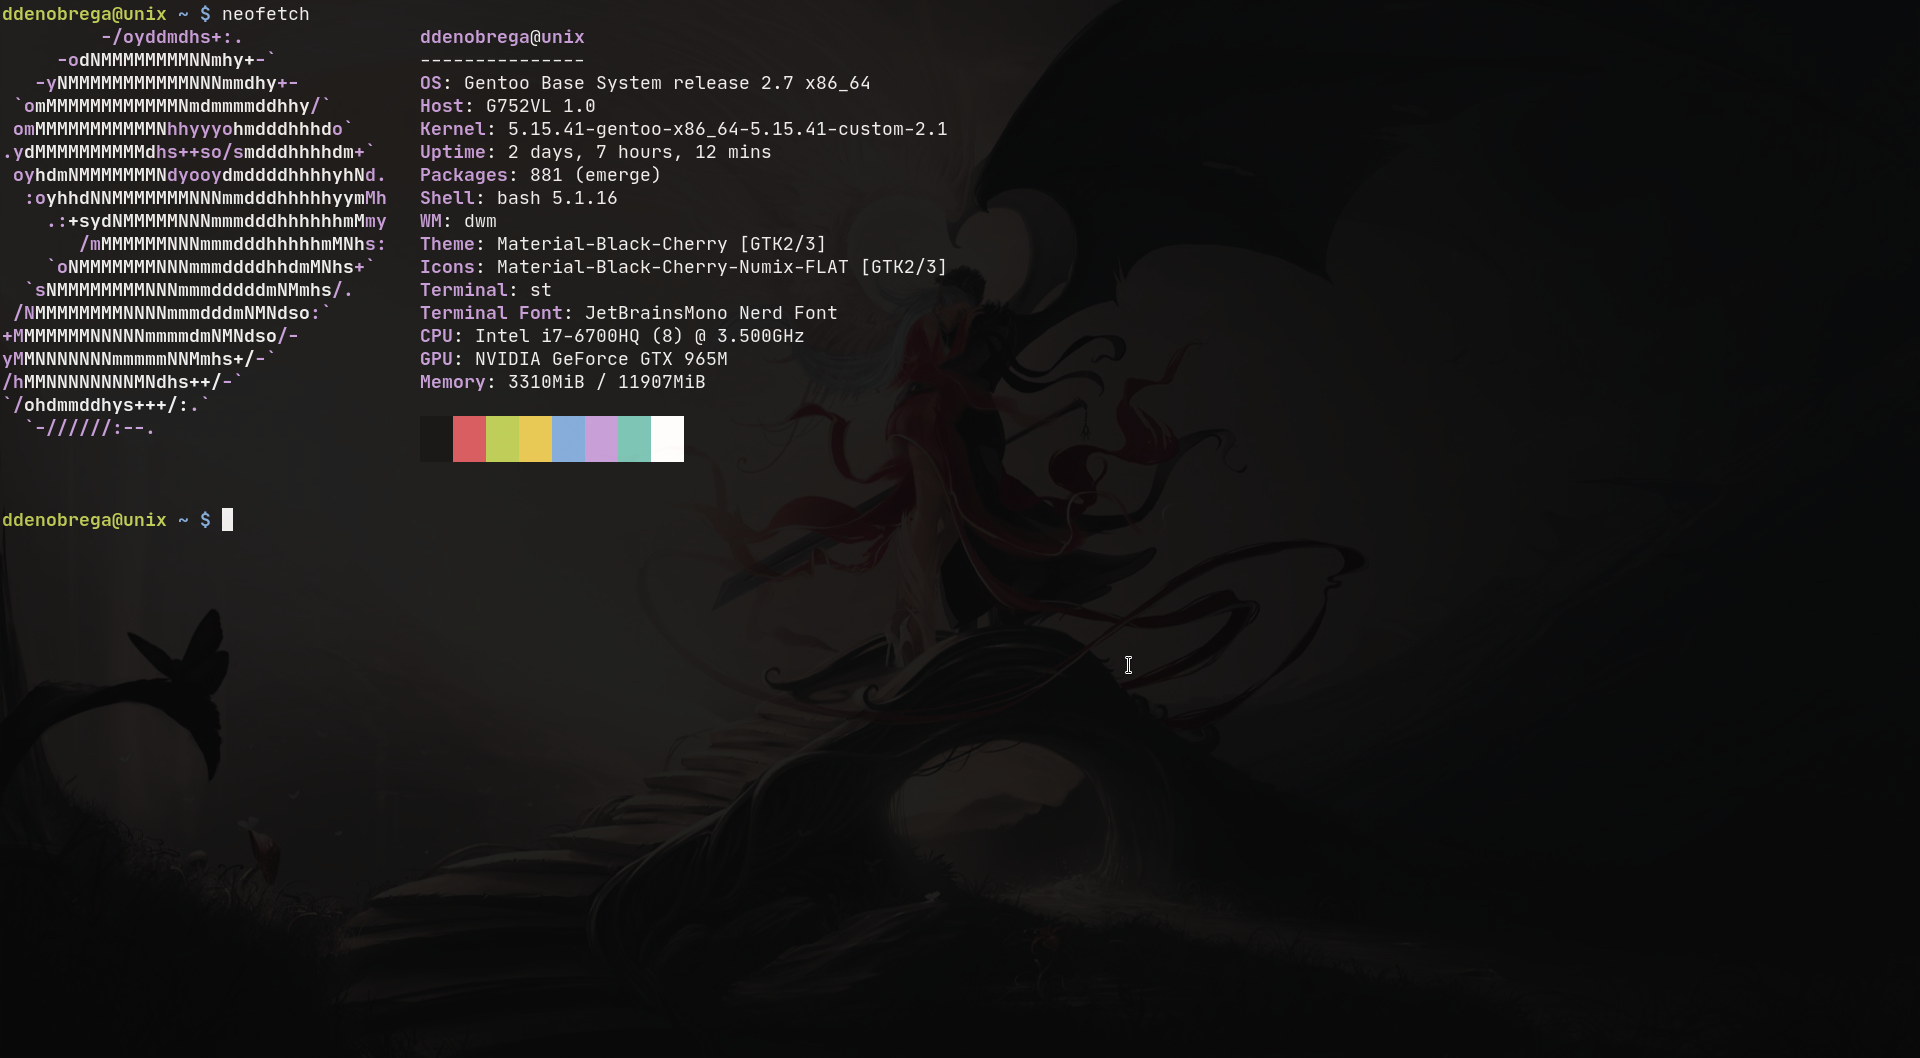 ddenobrega@unix ~ $ neofetch
         -/oyddmdhs+:.
     -odNMMMMMMMMNNmhy+-`
   -yNMMMMMMMMMMMNNNmmdhy+-
 `omMMMMMMMMMMMMNmdmmmmddhhy/`
 omMMMMMMMMMMMNhhyyyohmdddhhhdo`
.ydMMMMMMMMMMdhs++so/smdddhhhhdm+`
 oyhdmNMMMMMMMNdyooydmddddhhhhyhNd.
  :oyhhdNNMMMMMMMNNNmmdddhhhhhyymMh
    .:+sydNMMMMMNNNmmmdddhhhhhhmMmy
       /mMMMMMMNNNmmmdddhhhhhmMNhs:
    `oNMMMMMMMNNNmmmddddhhdmMNhs+`
  `sNMMMMMMMMNNNmmmdddddmNMmhs/.
 /NMMMMMMMMNNNNmmmdddmNMNdso:`
+MMMMMMMNNNNNmmmmdmNMNdso/-
yMMNNNNNNNmmmmmNNMmhs+/-`
/hMMNNNNNNNNMNdhs++/-`
`/ohdmmddhys+++/:.`
  `-//////:--.
ddenobrega@unix
---------------
OS: Gentoo Base System release 2.7 x86_64
Host: G752VL 1.0
Kernel: 5.15.41-gentoo-x86_64-5.15.41-custom-2.1
Uptime: 2 days, 7 hours, 12 mins
Packages: 881 (emerge)
Shell: bash 5.1.16
WM: dwm
Theme: Material-Black-Cherry [GTK2/3]
Icons: Material-Black-Cherry-Numix-FLAT [GTK2/3]
Terminal: st
Terminal Font: JetBrainsMono Nerd Font
CPU: Intel i7-6700HQ (8) @ 3.500GHz
GPU: NVIDIA GeForce GTX 965M
Memory: 3310MiB / 11907MiB
ddenobrega@unix ~ $